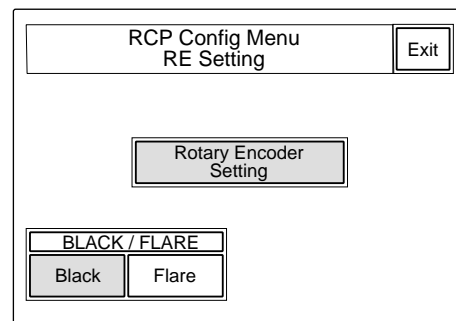 RCP Config Menu
RE Setting
Exit
Rotary Encoder
Setting
BLACK / FLARE
Black
Flare